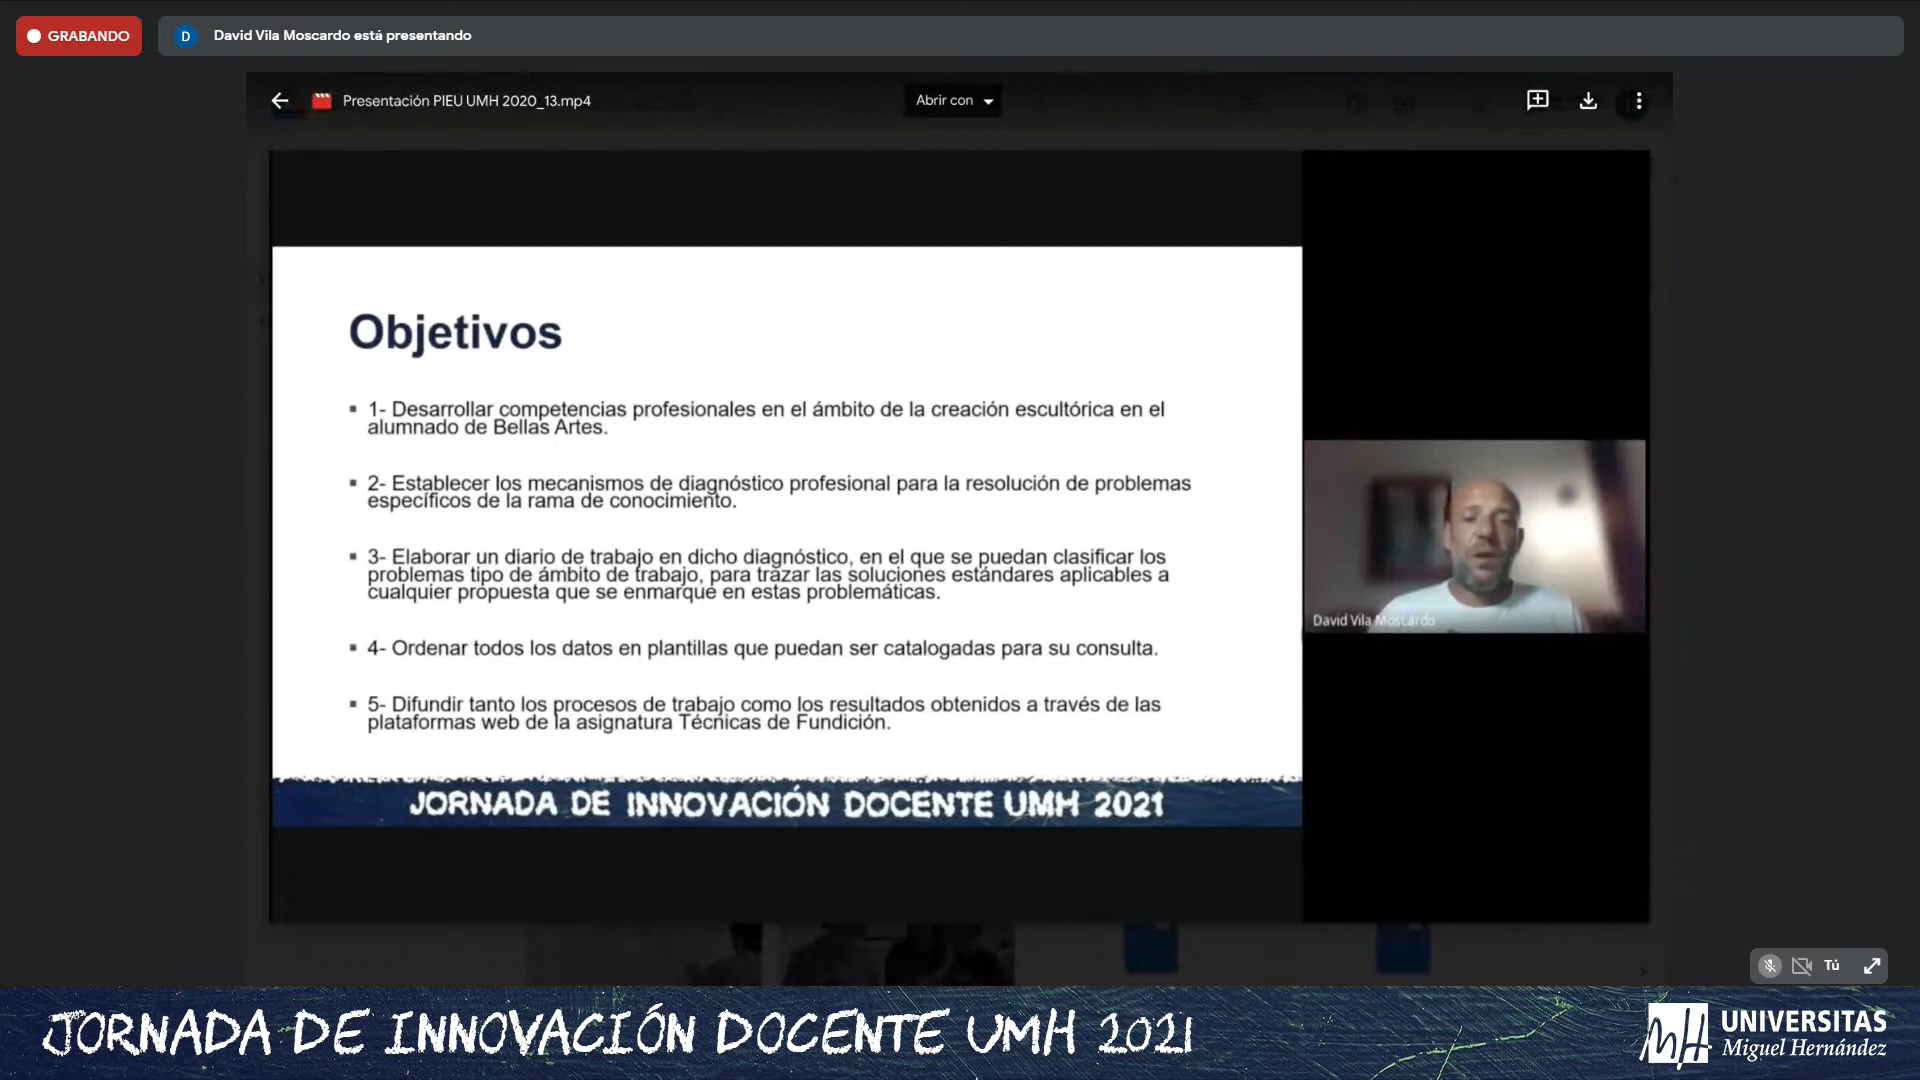 GRABANDO
D
David Vila Moscardo está presentando
Presentación PIEU UMH 2020_13.mp4
Abrir con
Objetivos
▪ 1- Desarrollar competencias profesionales en el ámbito de la creación escultórica en el
alumnado de Bellas Artes.
▪ 2- Establecer los mecanismos de diagnóstico profesional para la resolución de problemas
específicos de la rama de conocimiento.
▪ 3- Elaborar un diario de trabajo en dicho diagnóstico, en el que se puedan clasificar los
problemas tipo de ámbito de trabajo, para trazar las soluciones estándares aplicables a
cualquier propuesta que se enmarque en estas problemáticas.
▪ 4- Ordenar todos los datos en plantillas que puedan ser catalogadas para su consulta.
▪ 5- Difundir tanto los procesos de trabajo como los resultados obtenidos a través de las
plataformas web de la asignatura Técnicas de Fundición.
JORNADA DE INNOVACIÓN DOCENTE UMH 2021
David Vila Moscardo
Tú
JORNADA DE INNOVACIÓN DOCENTE UMH 2021
UNIVERSITAS
Miguel Hernández